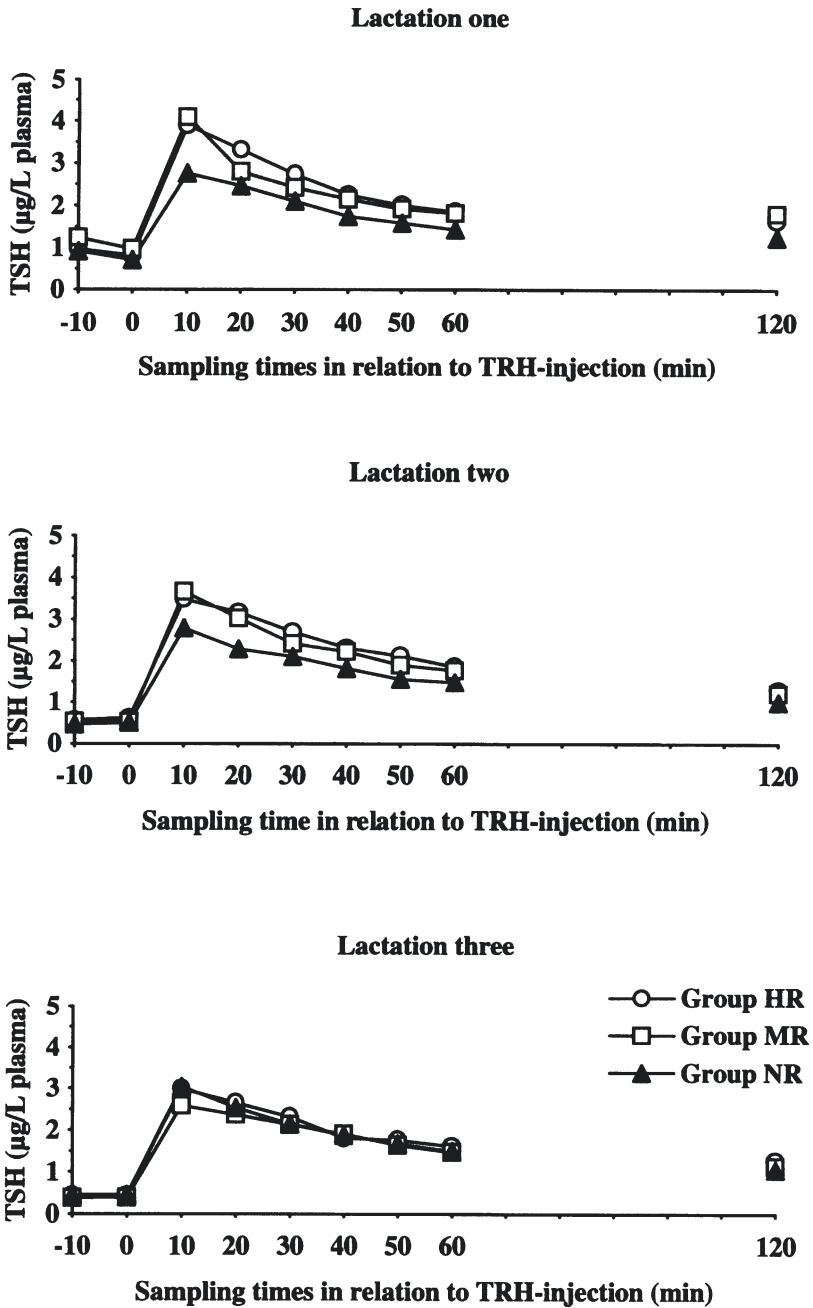 Lactation one
TSH (µg/L plasma)
5
4
3
2
1
0
-10 0 10 20 30 40 50 60 120
Sampling times in relation to TRH-injection (min)
Lactation two
TSH (µg/L plasma)
5
4
3
2
1
0
-10 0 10 20 30 40 50 60 120
Sampling time in relation to TRH-injection (min)
Lactation three
Group HR
Group MR
Group NR
TSH (µg/L plasma)
5
4
3
2
1
0
-10 0 10 20 30 40 50 60 120
Sampling times in relation to TRH-injection (min)